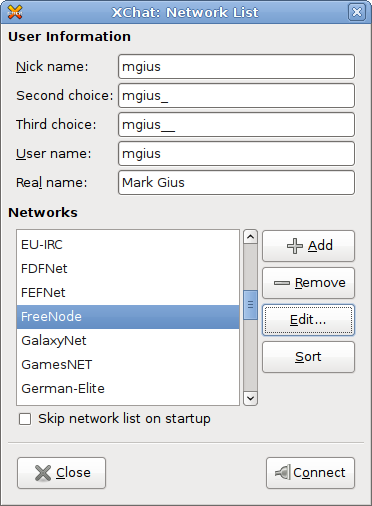 XChat: Network List
User Information
Nick name: mgius
Second choice: mgius_
Third choice: mgius__
User name: mgius
Real name: Mark Gius
Networks
EU-IRC
FDFNet
FEFNet
FreeNode
GalaxyNet
GamesNET
German-Elite
Add
Remove
Edit...
Sort
Skip network list on startup
Close Connect